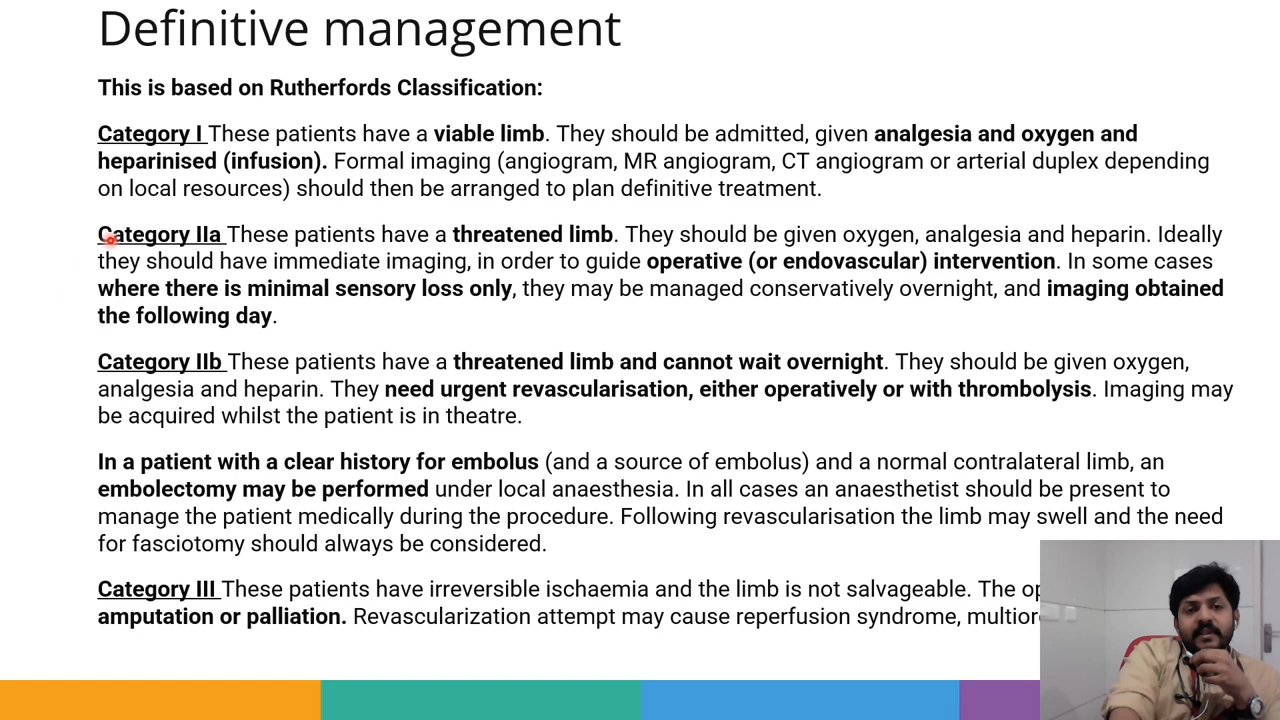 Definitive management
This is based on Rutherfords Classification:
Category I These patients have a viable limb. They should be admitted, given analgesia and oxygen and
heparinised (infusion). Formal imaging (angiogram, MR angiogram, CT angiogram or arterial duplex depending
on local resources) should then be arranged to plan definitive treatment.
Category IIa These patients have a threatened limb. They should be given oxygen, analgesia and heparin. Ideally
they should have immediate imaging, in order to guide operative (or endovascular) intervention. In some cases
where there is minimal sensory loss only, they may be managed conservatively overnight, and imaging obtained
the following day.
Category IIb These patients have a threatened limb and cannot wait overnight. They should be given oxygen,
analgesia and heparin. They need urgent revascularisation, either operatively or with thrombolysis. Imaging may
be acquired whilst the patient is in theatre.
In a patient with a clear history for embolus (and a source of embolus) and a normal contralateral limb, an
embolectomy may be performed under local anaesthesia. In all cases an anaesthetist should be present to
manage the patient medically during the procedure. Following revascularisation the limb may swell and the need
for fasciotomy should always be considered.
Category III These patients have irreversible ischaemia and the limb is not salvageable. The
amputation or palliation. Revascularization attempt may cause reperfusion syndrome,